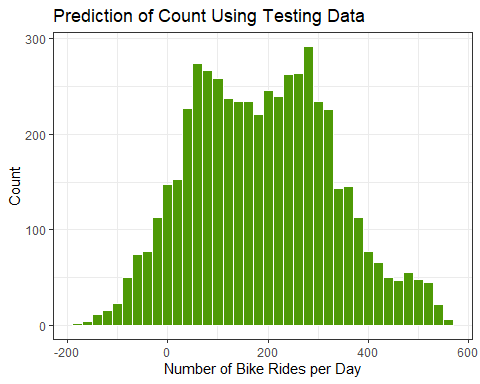 Prediction of Count Using Testing Data
300
200
100
0
Count
-200 0 200 400 600
Number of Bike Rides per Day